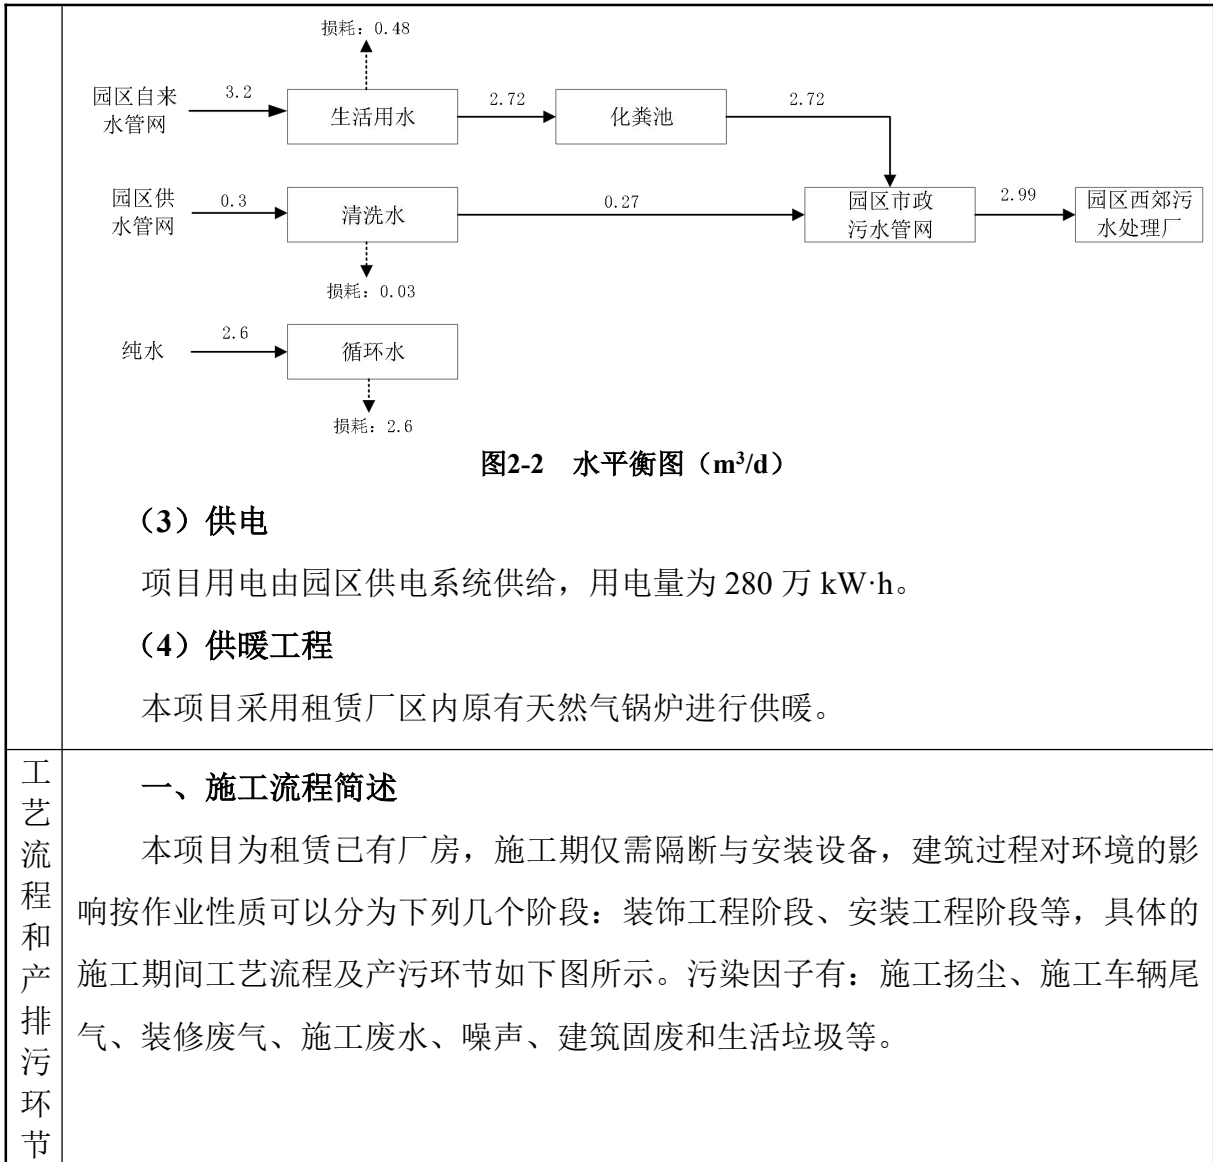 损耗：0.48
园区自来
水管网
3.2
生活用水
2.72
化粪池
2.72
园区供
水管网
0.3
清洗水
0.27
园区市政
污水管网
2.99
园区西郊污
水处理厂
损耗：0.03
纯水
2.6
循环水
损耗：2.6
图2-2 水平衡图（m³/d）
（3）供电
项目用电由园区供电系统供给，用电量为 280 万 kW·h。
（4）供暖工程
本项目采用租赁厂区内原有天然气锅炉进行供暖。
工
艺
流
程
和
产
排
污
环
节
一、施工流程简述
本项目为租赁已有厂房，施工期仅需隔断与安装设备，建筑过程对环境的影
响按作业性质可以分为下列几个阶段：装饰工程阶段、安装工程阶段等，具体的
施工期间工艺流程及产污环节如下图所示。污染因子有：施工扬尘、施工车辆尾
气、装修废气、施工废水、噪声、建筑固废和生活垃圾等。